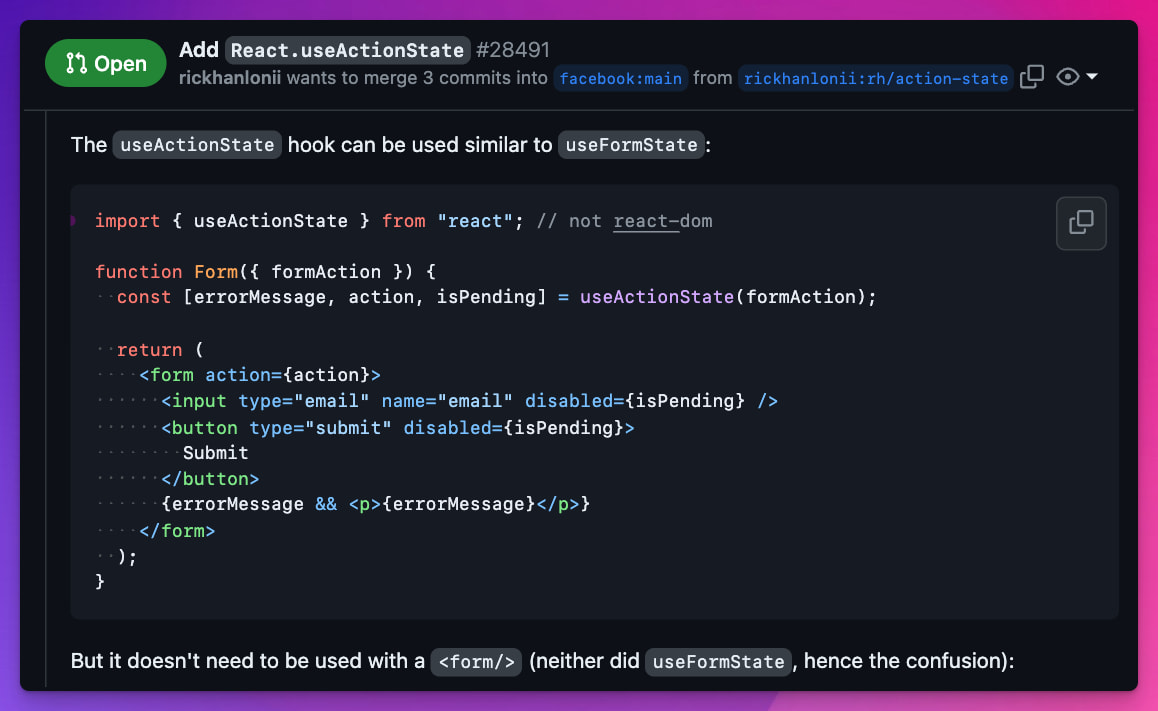 Open
Add React.useActionState #28491
rickhanlonii wants to merge 3 commits into facebook:main from rickhanlonii:rh/action-state
The useActionState hook can be used similar to useFormState:
import { useActionState } from "react"; // not react-dom
function Form({ formAction }) {
  const [errorMessage, action, isPending] = useActionState(formAction);
  return (
    <form action={action}>
      <input type="email" name="email" disabled={isPending} />
      <button type="submit" disabled={isPending}>
        Submit
      </button>
      {errorMessage && <p>{errorMessage}</p>}
    </form>
  );
}
But it doesn't need to be used with a <form/> (neither did useFormState, hence the confusion):